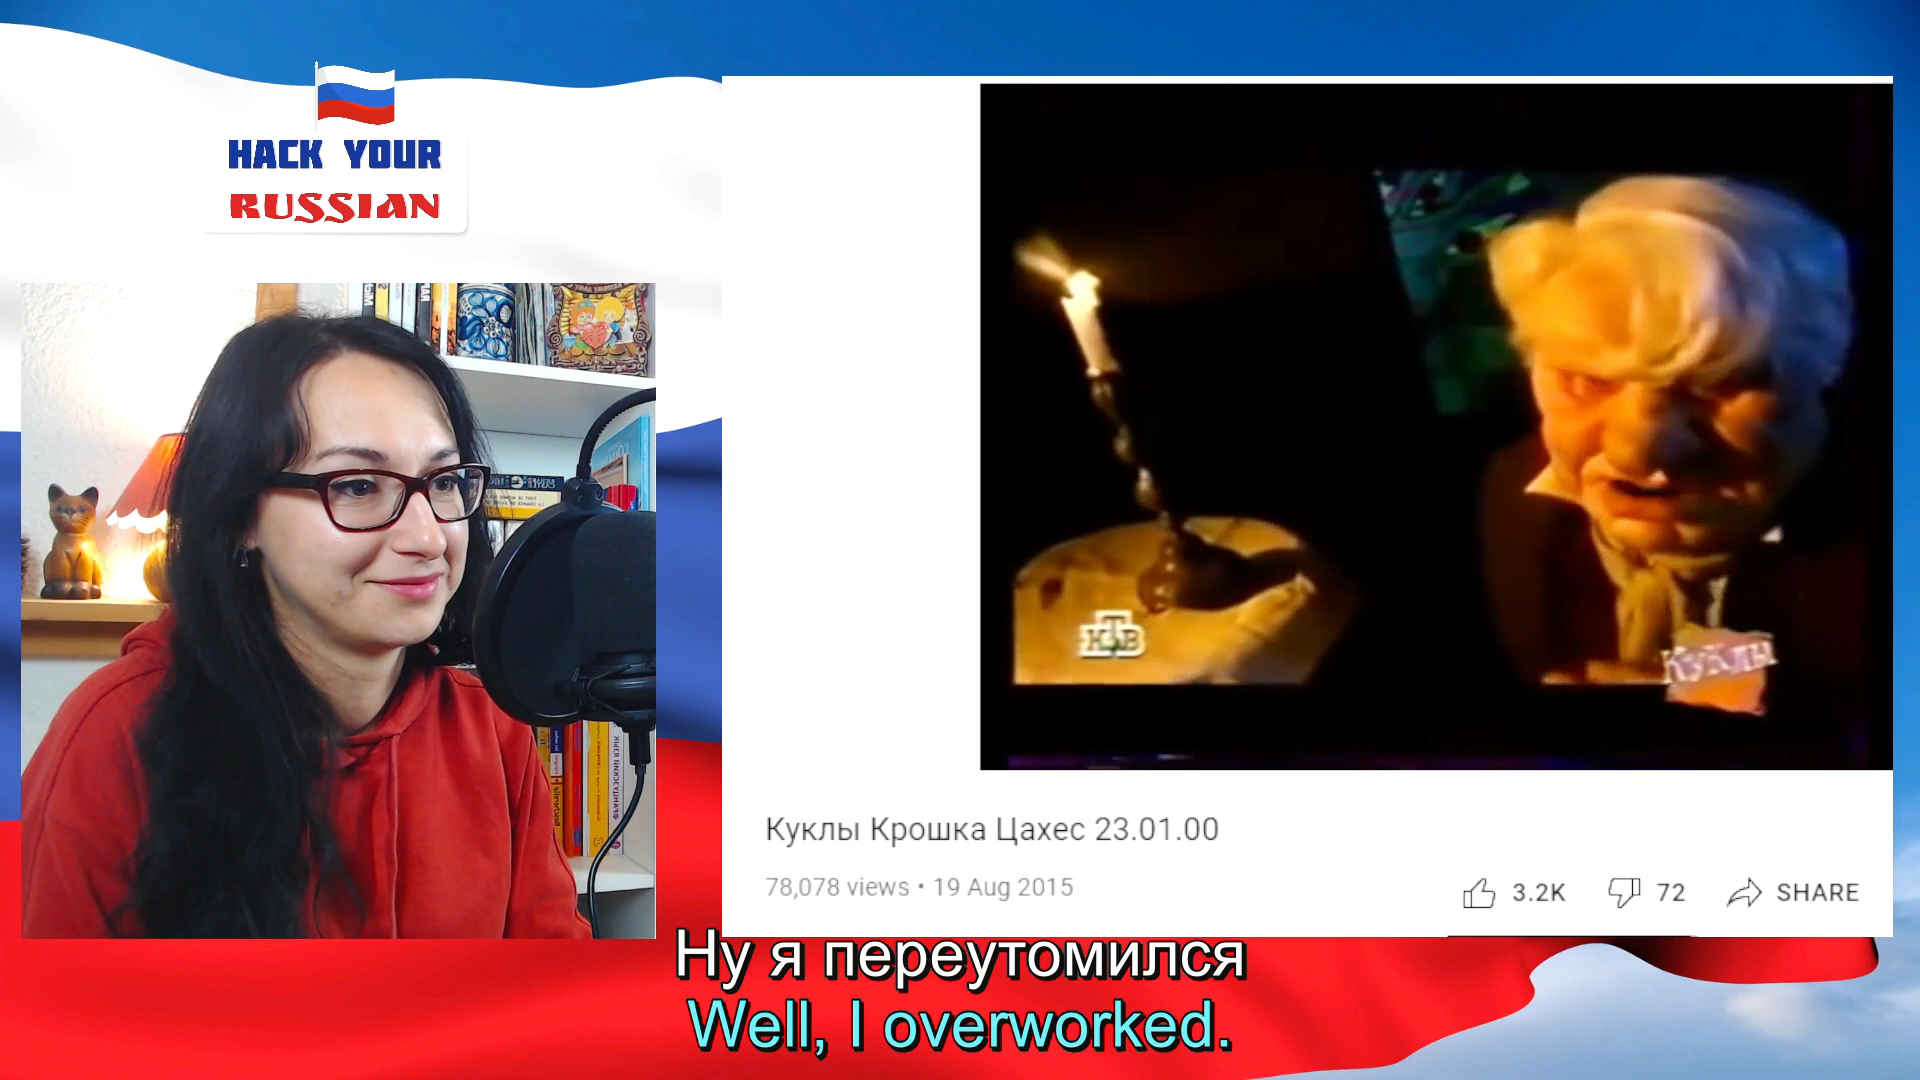 HACK YOUR
RUSSIAN
НТВ
Куклы
Куклы Крошка Цахес 23.01.00
78,078 views • 19 Aug 2015
3.2K
72
SHARE
Ну я переутомился
Well, I overworked.